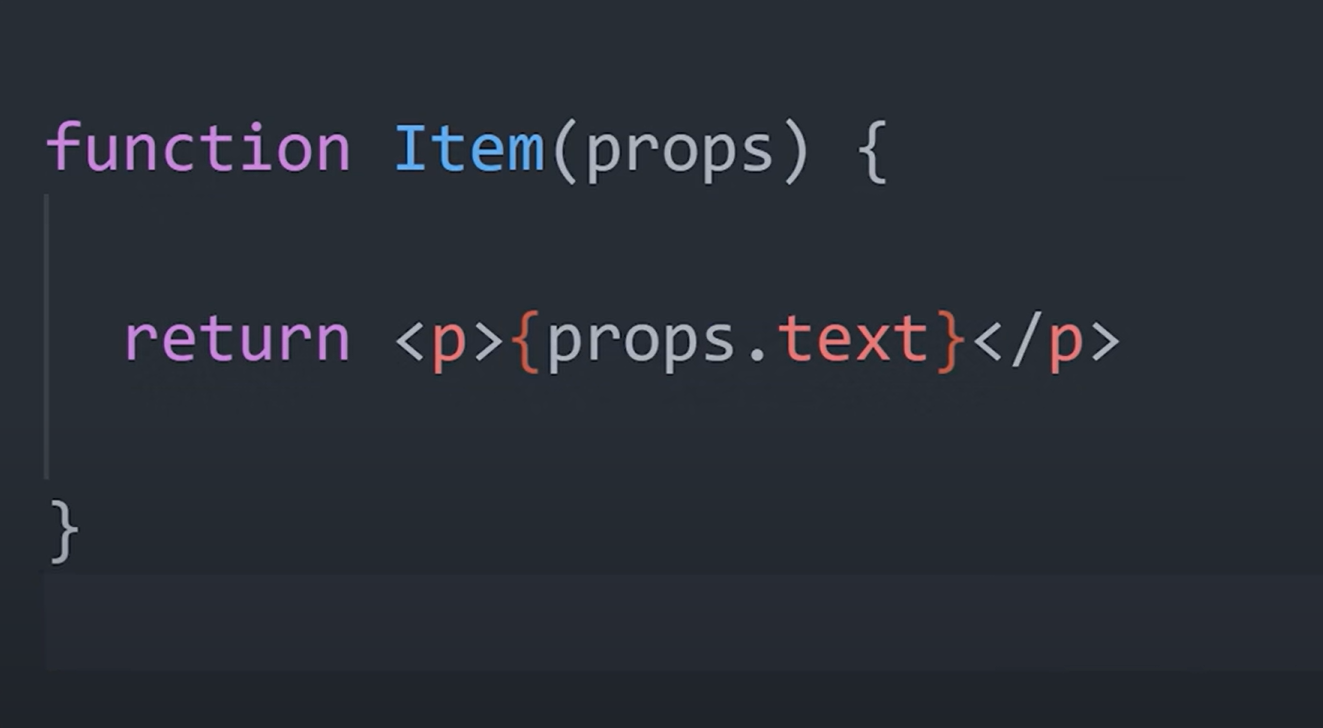 function Item(props) {
return <p>{props.text}</p>
}